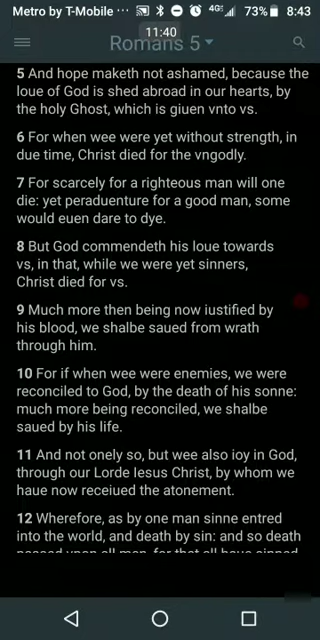 Metro by T-Mobile ··· 4G 73% 8:43
11:40
Romans 5
5 And hope maketh not ashamed, because the
loue of God is shed abroad in our hearts, by
the holy Ghost, which is giuen vnto vs.
6 For when wee were yet without strength, in
due time, Christ died for the vngodly.
7 For scarcely for a righteous man will one
die: yet peraduenture for a good man, some
would euen dare to dye.
8 But God commendeth his loue towards
vs, in that, while we were yet sinners,
Christ died for vs.
9 Much more then being now iustified by
his blood, we shalbe saued from wrath
through him.
10 For if when wee were enemies, we were
reconciled to God, by the death of his sonne:
much more being reconciled, we shalbe
saued by his life.
11 And not onely so, but wee also ioy in God,
through our Lorde Iesus Christ, by whom we
haue now receiued the atonement.
12 Wherefore, as by one man sinne entred
into the world, and death by sin: and so death
passed vpon all men, for that all haue sinned